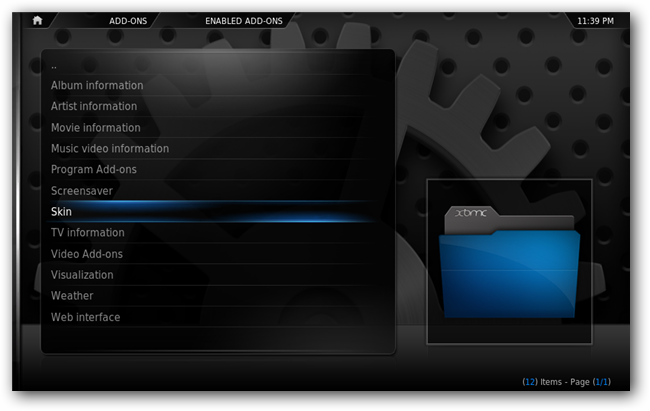 ADD-ONS ENABLED ADD-ONS 11:39 PM
..
Album information
Artist information
Movie information
Music video information
Program Add-ons
Screensaver
Skin
TV information
Video Add-ons
Visualization
Weather
Web interface
xbmc
(12) Items - Page (1/1)